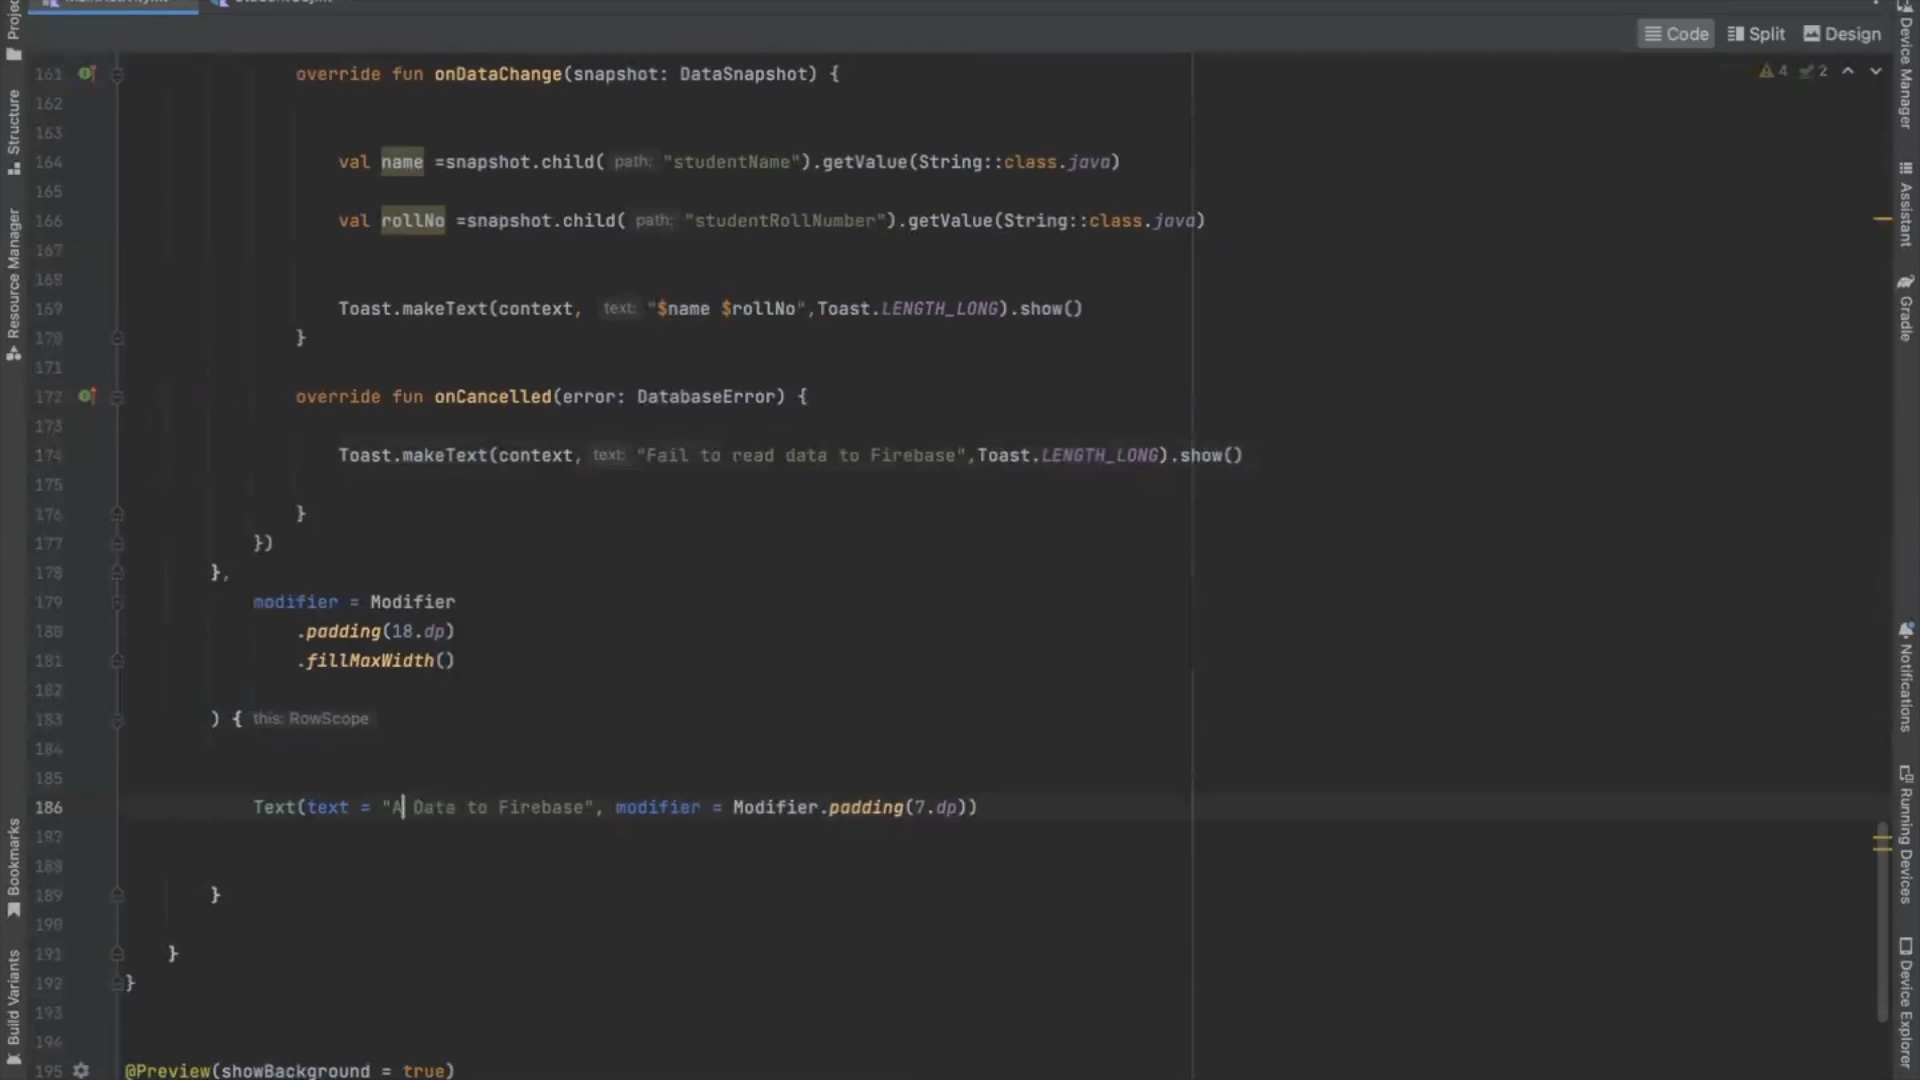 Code Split Design
161 override fun onDataChange(snapshot: DataSnapshot) {
4 2
162
163
164 val name =snapshot.child( path: "studentName").getValue(String::class.java)
165
166 val rollNo =snapshot.child( path: "studentRollNumber").getValue(String::class.java)
167
168
169 Toast.makeText(context, text: "$name $rollNo",Toast.LENGTH_LONG).show()
170 }
171
172 override fun onCancelled(error: DatabaseError) {
173
174 Toast.makeText(context, text: "Fail to read data to Firebase",Toast.LENGTH_LONG).show()
175
176 }
177 })
178 },
179 modifier = Modifier
180 .padding(18.dp)
181 .fillMaxWidth()
182
183 ) { this: RowScope
184
185
186 Text(text = "A Data to Firebase", modifier = Modifier.padding(7.dp))
187
188
189 }
190
191 }
192 }
193
194
195 @Preview(showBackground = true)
Structure
Resource Manager
Bookmarks
Build Variants
Device Manager
Assistant
Gradle
Notifications
Running Devices
Device Explorer